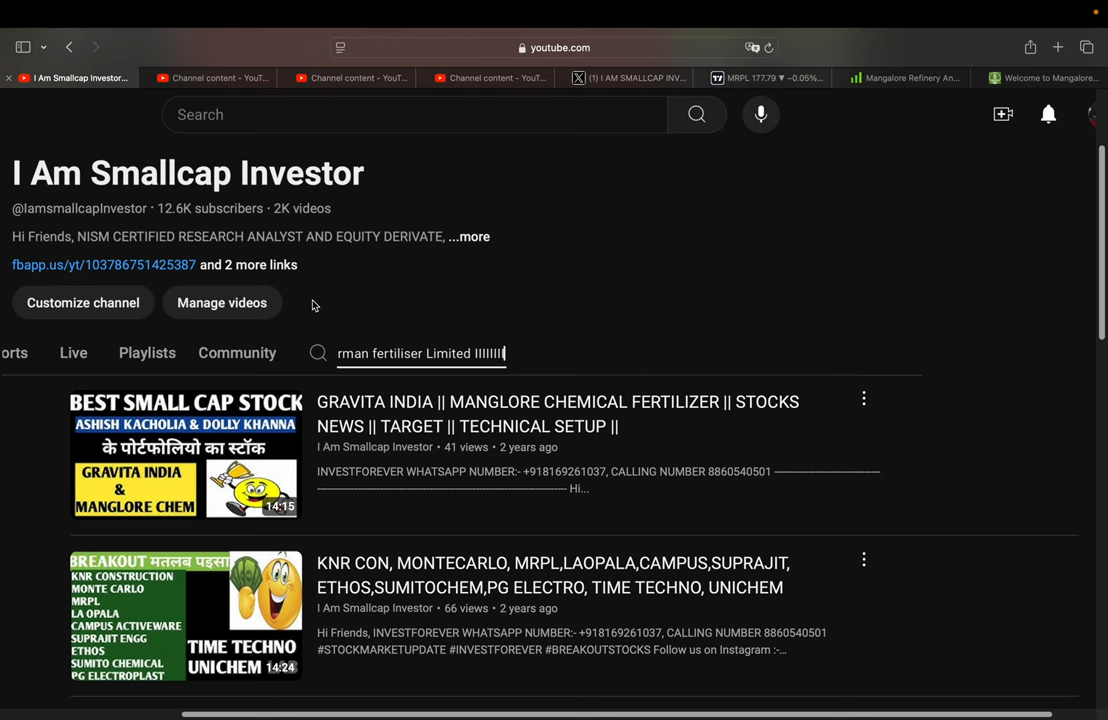 youtube.com
I Am Smallcap Investor...
Channel content - YouT...
Channel content - YouT...
Channel content - YouT...
(1) I AM SMALLCAP INV...
MRPL 177.79 ▼ −0.05%...
Mangalore Refinery An...
Welcome to Mangalore...
Search
I Am Smallcap Investor
@IamsmallcapInvestor · 12.6K subscribers · 2K videos
Hi Friends, NISM CERTIFIED RESEARCH ANALYST AND EQUITY DERIVATE, ...more
fbapp.us/yt/103786751425387 and 2 more links
Customize channel
Manage videos
orts
Live
Playlists
Community
rman fertiliser Limited IIIIIIII
BEST SMALL CAP STOCK
ASHISH KACHOLIA & DOLLY KHANNA
के पोर्टफोलियो का स्टॉक
GRAVITA INDIA
&
MANGLORE CHEM
14:15
GRAVITA INDIA || MANGLORE CHEMICAL FERTILIZER || STOCKS
NEWS || TARGET || TECHNICAL SETUP ||
I Am Smallcap Investor • 41 views • 2 years ago
INVESTFOREVER WHATSAPP NUMBER:- +918169261037, CALLING NUMBER 8860540501 -----------------------------
--------------------------------------------------------------- Hi...
BREAKOUT मतलब पइसा
KNR CONSTRUCTION
MONTE CARLO
MRPL
LA OPALA
CAMPUS ACTIVEWARE
SUPRAJIT ENGG
ETHOS
SUMITO CHEMICAL
PG ELECTROPLAST
TIME TECHNO
UNICHEM
14:24
KNR CON, MONTECARLO, MRPL,LAOPALA,CAMPUS,SUPRAJIT,
ETHOS,SUMITOCHEM,PG ELECTRO, TIME TECHNO, UNICHEM
I Am Smallcap Investor • 66 views • 2 years ago
Hi Friends, INVESTFOREVER WHATSAPP NUMBER:- +918169261037, CALLING NUMBER 8860540501
#STOCKMARKETUPDATE #INVESTFOREVER #BREAKOUTSTOCKS Follow us on Instagram :-...